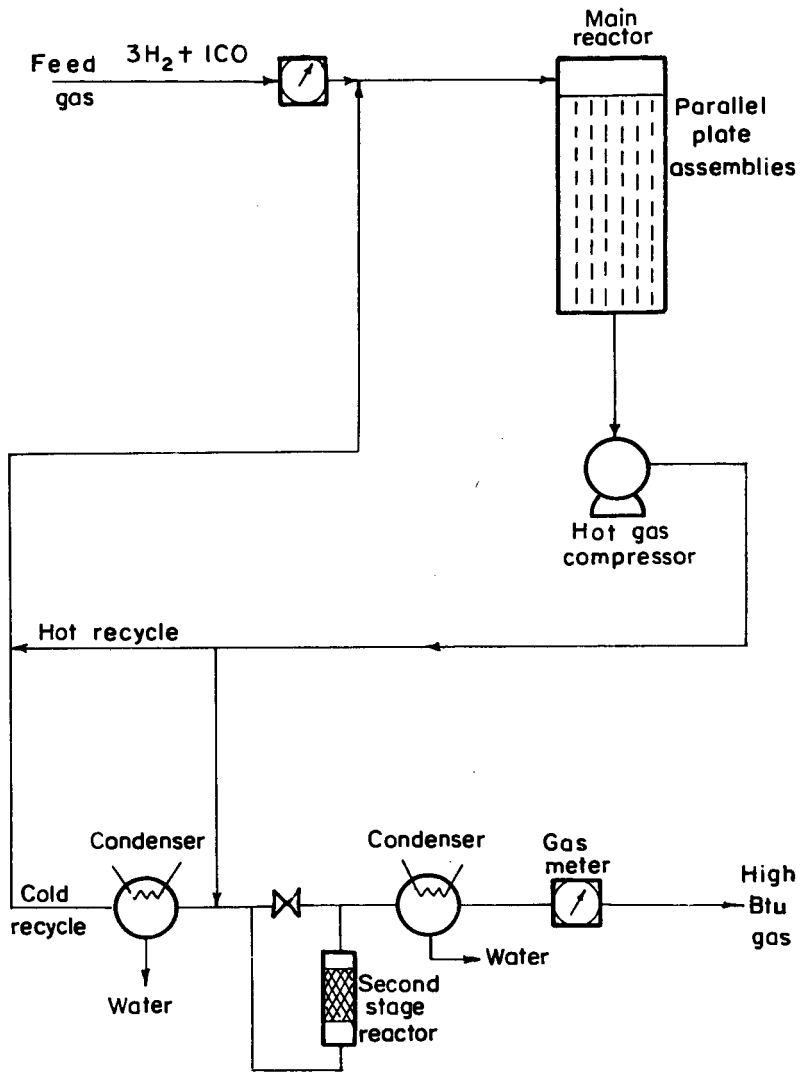 Main
reactor
Feed
gas
3H₂ + 1CO
Parallel
plate
assemblies
Hot gas
compressor
Hot recycle
Condenser
Condenser
Gas
meter
High
Btu
gas
Cold
recycle
Water
Water
Second
stage
reactor